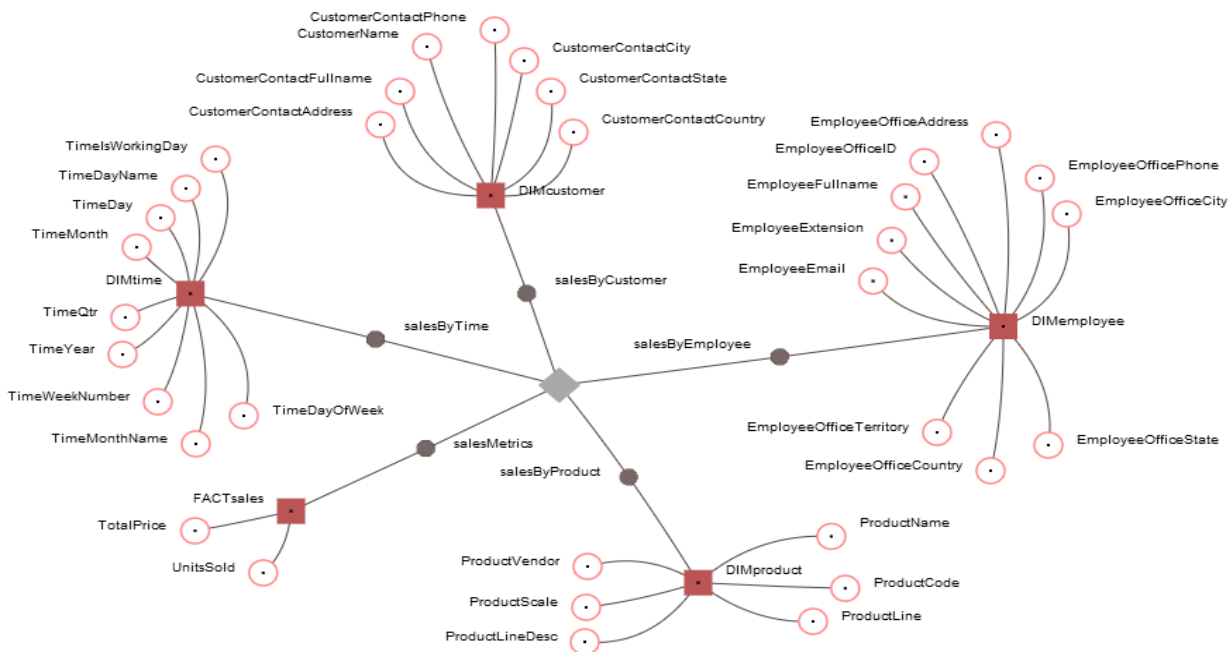 CustomerContactPhone
CustomerName
CustomerContactCity
CustomerContactFullname
CustomerContactState
CustomerContactAddress
CustomerContactCountry
DIMcustomer
EmployeeOfficeAddress
EmployeeOfficeID
EmployeeOfficePhone
EmployeeFullname
EmployeeOfficeCity
EmployeeExtension
EmployeeEmail
DIMemployee
TimeIsWorkingDay
TimeDayName
TimeDay
TimeMonth
DIMtime
TimeQtr
TimeYear
TimeWeekNumber
TimeDayOfWeek
TimeMonthName
salesByCustomer
salesByTime
salesByEmployee
salesMetrics
salesByProduct
EmployeeOfficeTerritory
EmployeeOfficeState
EmployeeOfficeCountry
FACTsales
TotalPrice
UnitsSold
ProductName
ProductVendor
DIMproduct
ProductCode
ProductScale
ProductLine
ProductLineDesc